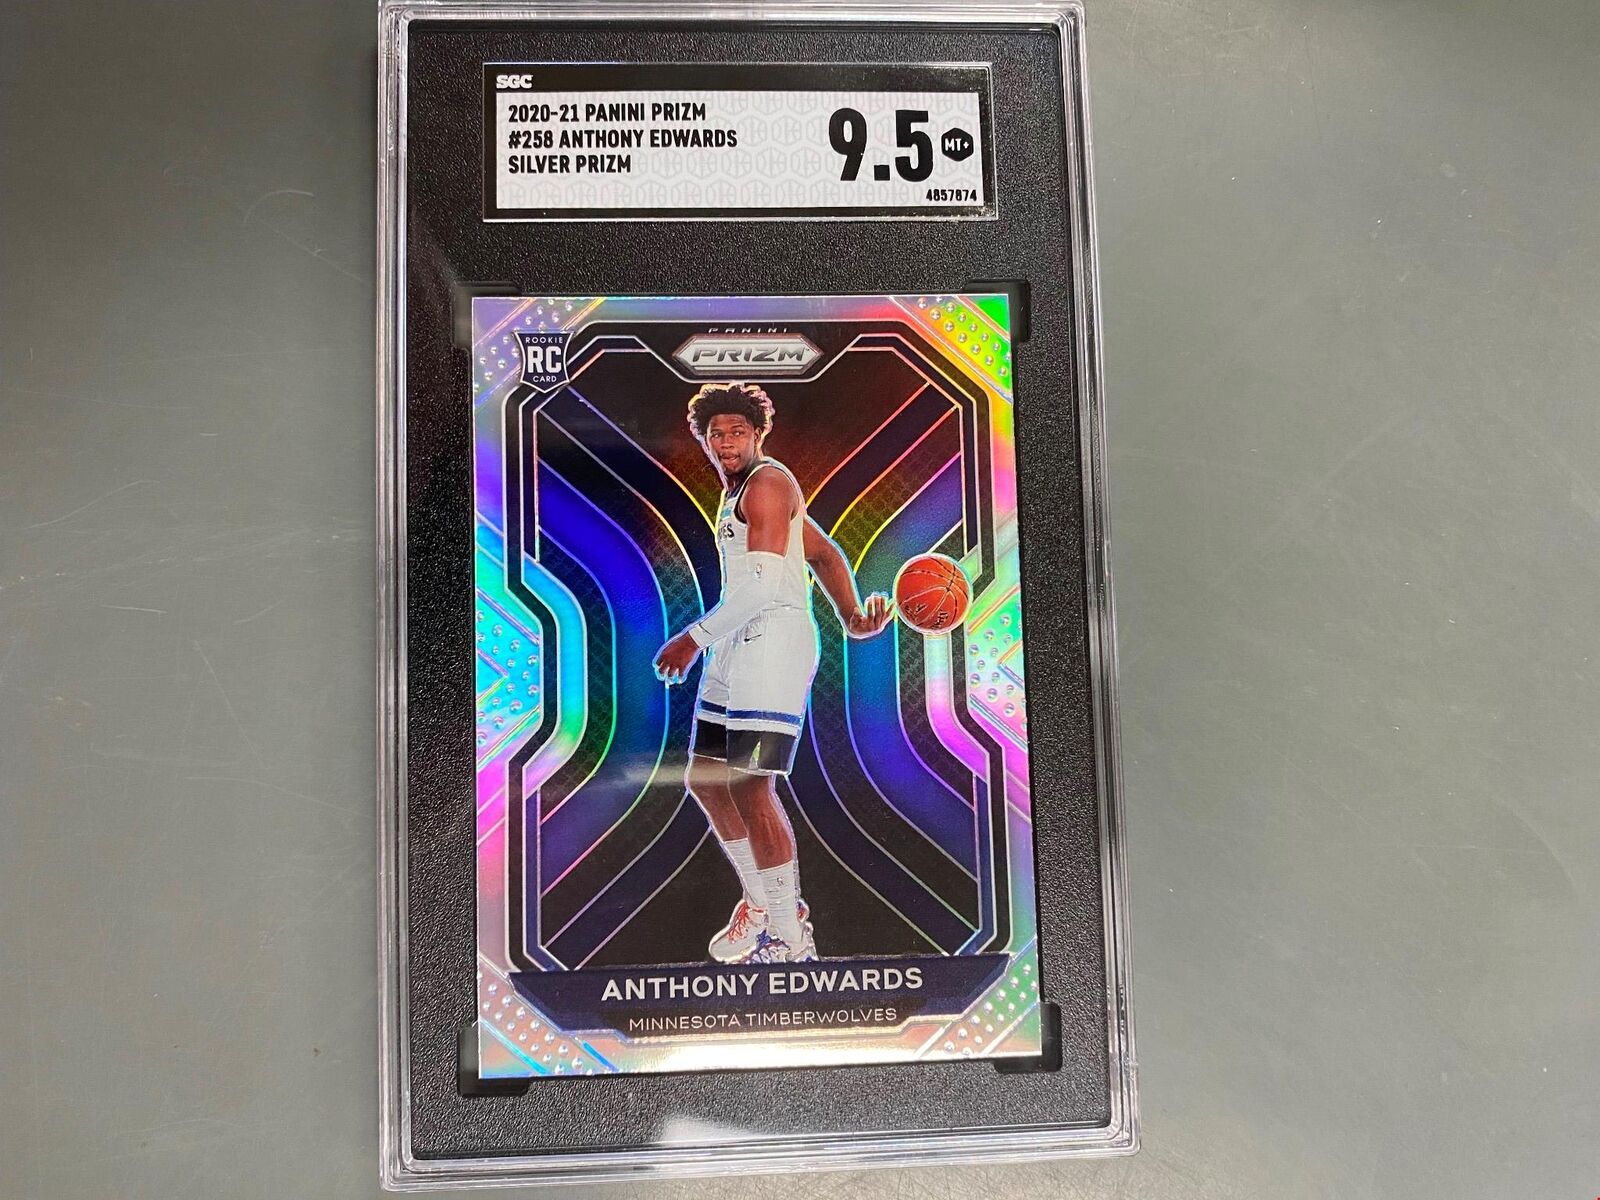 SGC
2020-21 PANINI PRIZM
#258 ANTHONY EDWARDS
SILVER PRIZM
9.5 MT+
4857874
PANINI
PRIZM
ROOKIE
RC
CARD
ANTHONY EDWARDS
MINNESOTA TIMBERWOLVES